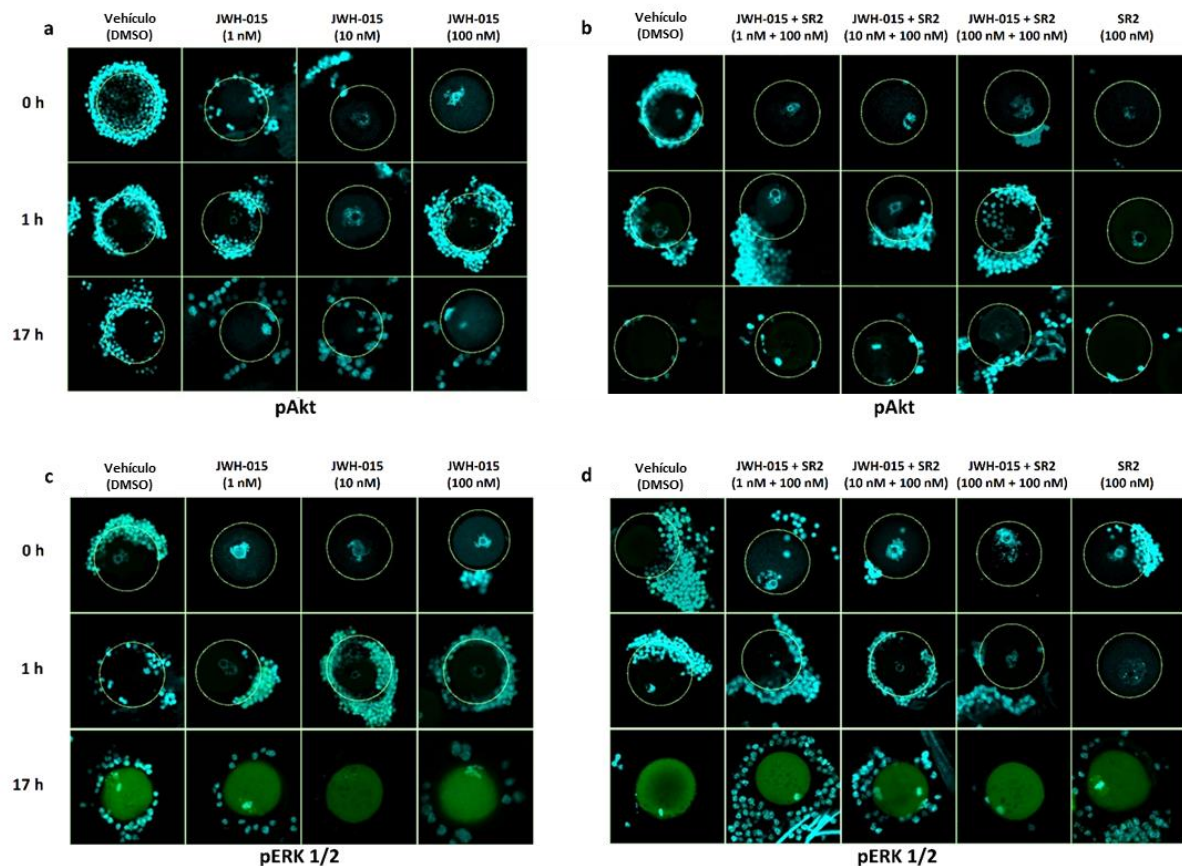 a
Vehículo
(DMSO)
JWH-015
(1 nM)
JWH-015
(10 nM)
JWH-015
(100 nM)
0 h
1 h
17 h
pAkt
b
Vehículo
(DMSO)
JWH-015 + SR2
(1 nM + 100 nM)
JWH-015 + SR2
(10 nM + 100 nM)
JWH-015 + SR2
(100 nM + 100 nM)
SR2
(100 nM)
pAkt
c
Vehículo
(DMSO)
JWH-015
(1 nM)
JWH-015
(10 nM)
JWH-015
(100 nM)
0 h
1 h
17 h
pERK 1/2
d
Vehículo
(DMSO)
JWH-015 + SR2
(1 nM + 100 nM)
JWH-015 + SR2
(10 nM + 100 nM)
JWH-015 + SR2
(100 nM + 100 nM)
SR2
(100 nM)
pERK 1/2